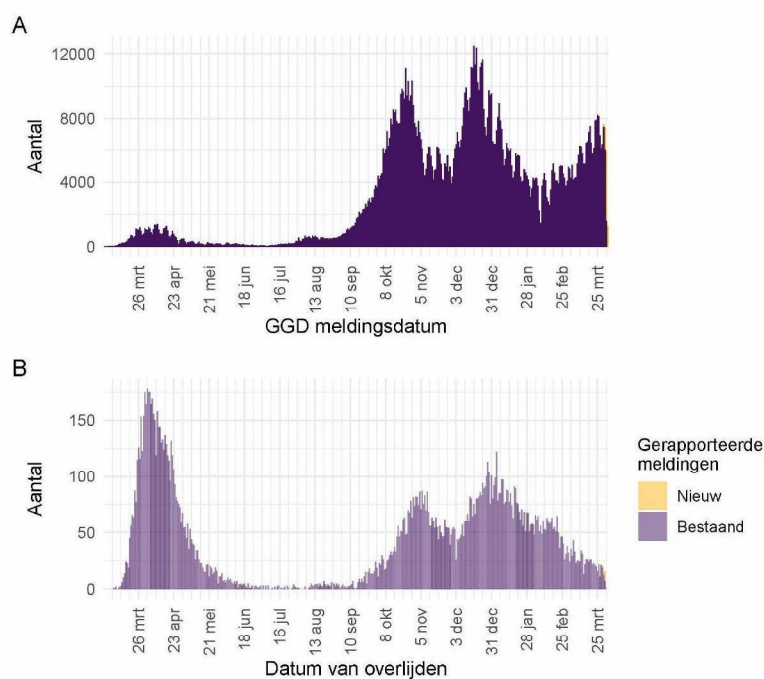 A
12000
8000
4000
0
Aantal
26 mrt
23 apr
21 mei
18 jun
16 jul
13 aug
10 sep
8 okt
5 nov
3 dec
31 dec
28 jan
25 feb
25 mrt
GGD meldingsdatum
B
150
100
50
0
Aantal
26 mrt
23 apr
21 mei
18 jun
16 jul
13 aug
10 sep
8 okt
5 nov
3 dec
31 dec
28 jan
25 feb
25 mrt
Datum van overlijden
Gerapporteerde
meldingen
Nieuw
Bestaand